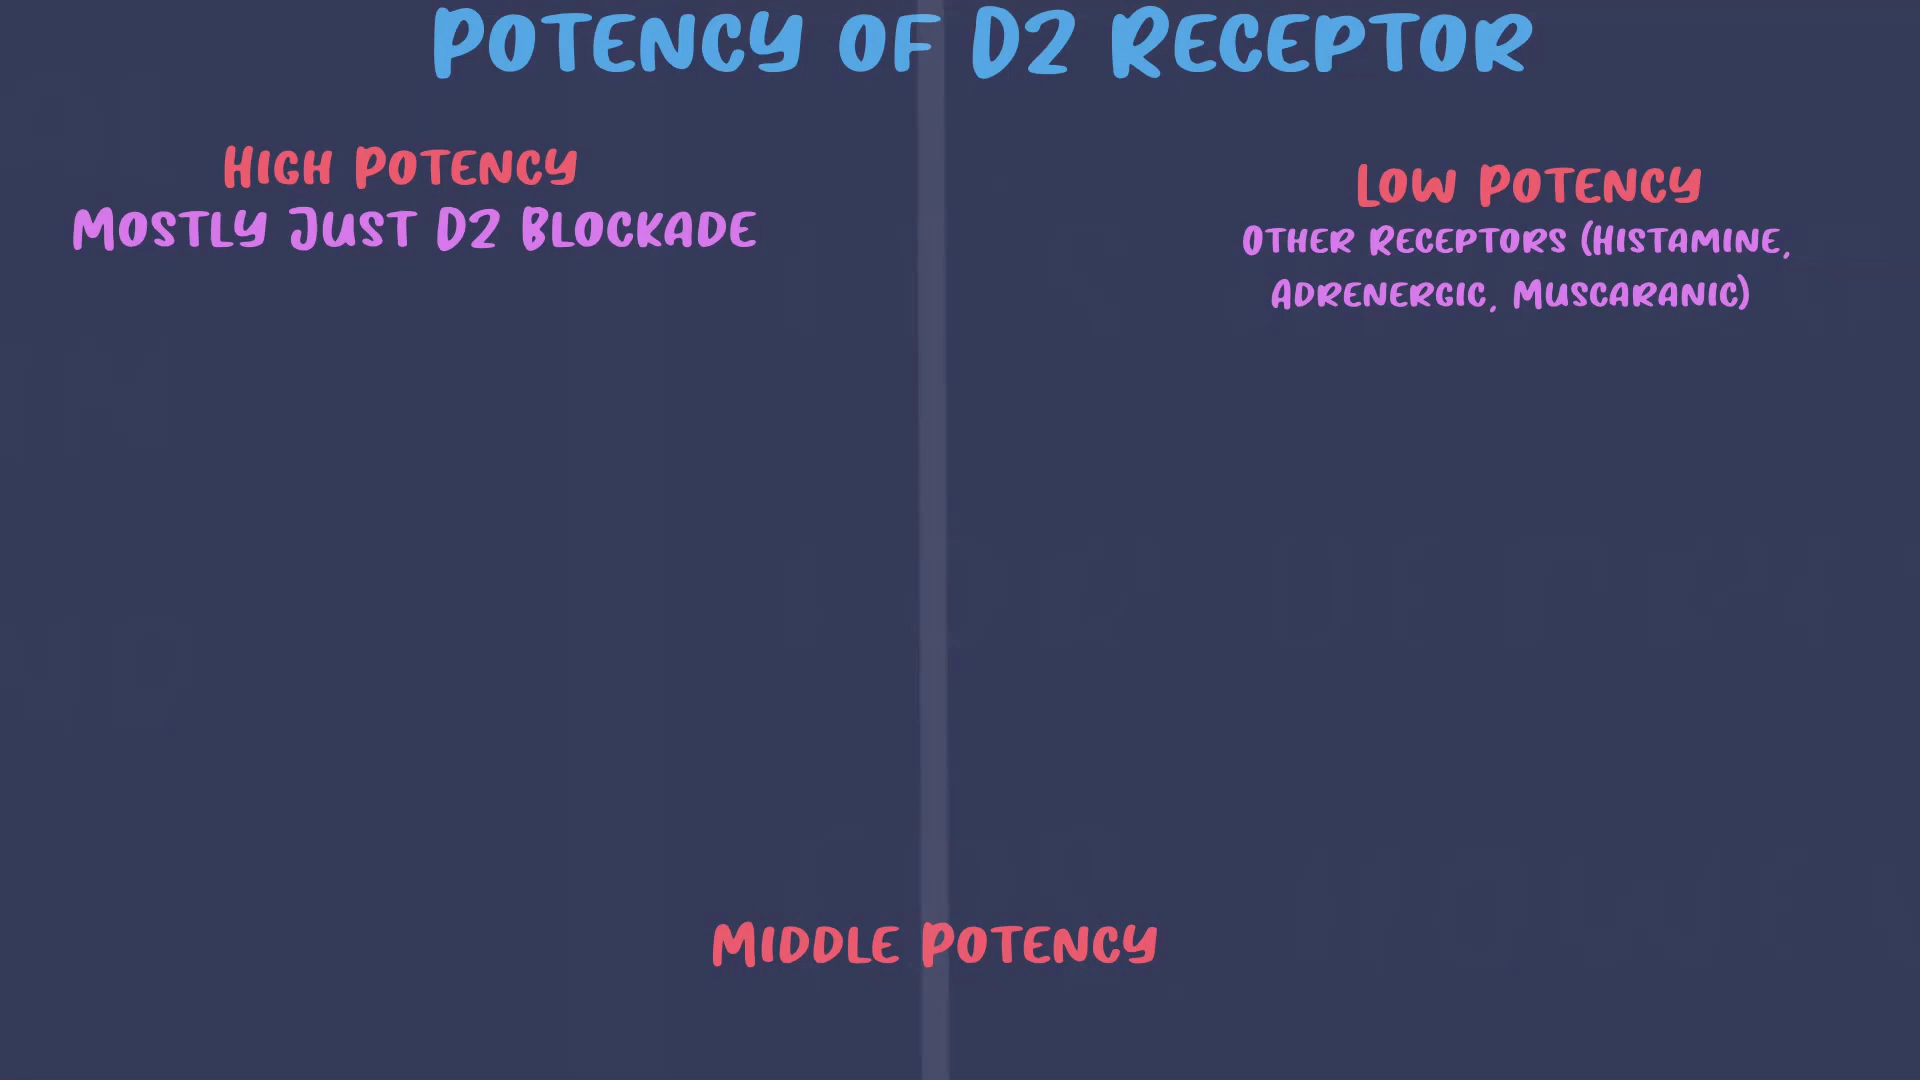 Potency of D2 Receptor
High Potency
Mostly Just D2 Blockade
Low Potency
Other Receptors (Histamine,
Adrenergic, Muscaranic)
Middle Potency